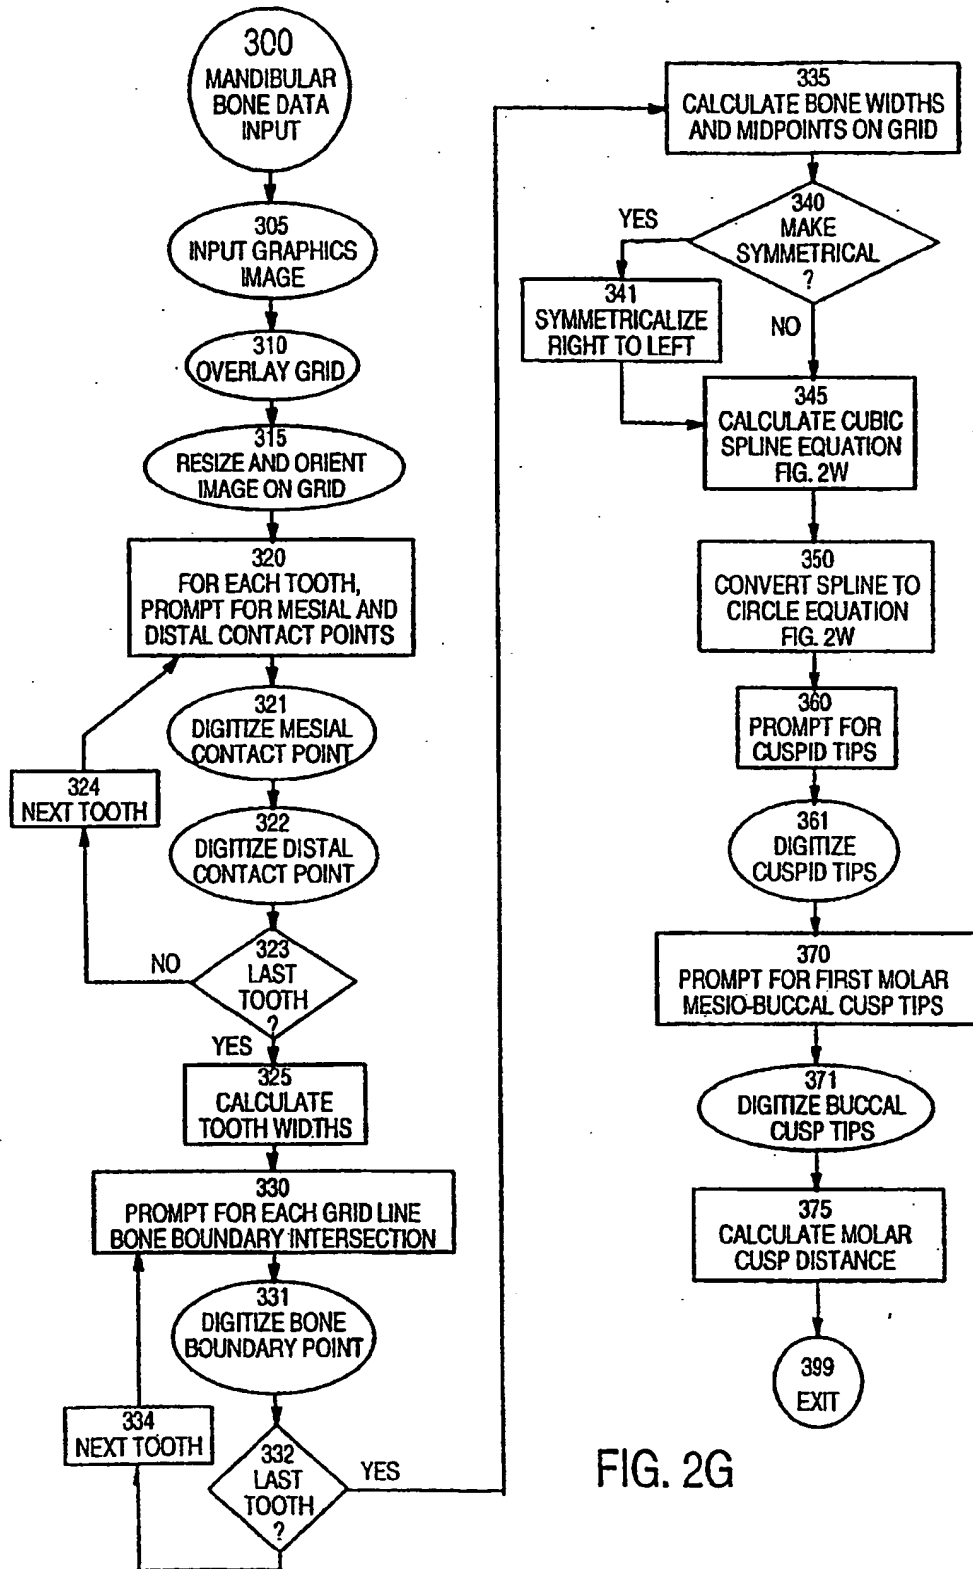 300
MANDIBULAR
BONE DATA
INPUT
305
INPUT GRAPHICS
IMAGE
310
OVERLAY GRID
315
RESIZE AND ORIENT
IMAGE ON GRID
320
FOR EACH TOOTH,
PROMPT FOR MESIAL AND
DISTAL CONTACT POINTS
321
DIGITIZE MESIAL
CONTACT POINT
324
NEXT TOOTH
322
DIGITIZE DISTAL
CONTACT POINT
323
LAST
TOOTH
?
NO
YES
325
CALCULATE
TOOTH WIDTHS
330
PROMPT FOR EACH GRID LINE
BONE BOUNDARY INTERSECTION
331
DIGITIZE BONE
BOUNDARY POINT
334
NEXT TOOTH
332
LAST
TOOTH
?
YES
335
CALCULATE BONE WIDTHS
AND MIDPOINTS ON GRID
340
MAKE
SYMMETRICAL
?
YES
341
SYMMETRICALIZE
RIGHT TO LEFT
NO
345
CALCULATE CUBIC
SPLINE EQUATION
FIG. 2W
350
CONVERT SPLINE TO
CIRCLE EQUATION
FIG. 2W
360
PROMPT FOR
CUSPID TIPS
361
DIGITIZE
CUSPID TIPS
370
PROMPT FOR FIRST MOLAR
MESIO-BUCCAL CUSP TIPS
371
DIGITIZE BUCCAL
CUSP TIPS
375
CALCULATE MOLAR
CUSP DISTANCE
399
EXIT
FIG. 2G